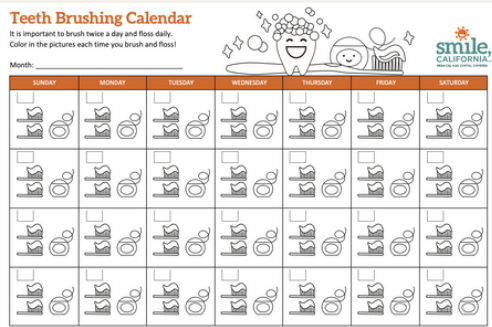 Teeth Brushing Calendar
It is important to brush twice a day and floss daily.
Color in the pictures each time you brush and floss!
Month:
smile,
CALIFORNIA
SUNDAY MONDAY TUESDAY WEDNESDAY THURSDAY FRIDAY SATURDAY